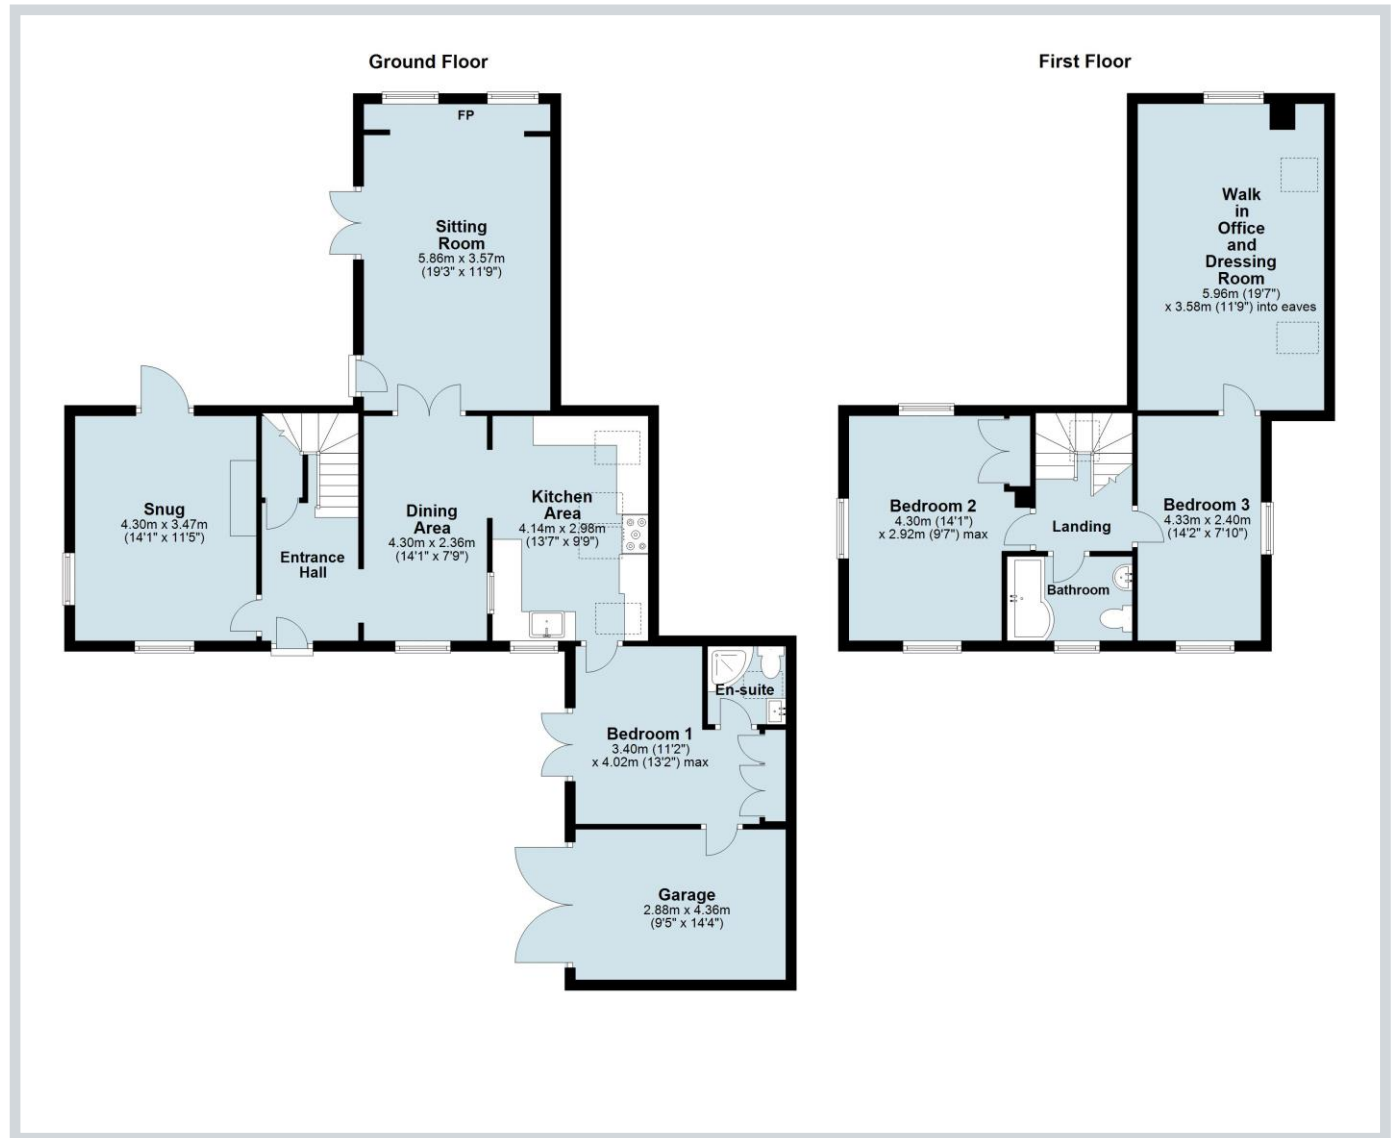 Ground Floor
FP
Sitting
Room
5.86m x 3.57m
(19'3" x 11'9")
Snug
4.30m x 3.47m
(14'1" x 11'5")
Entrance
Hall
Dining
Area
4.30m x 2.36m
(14'1" x 7'9")
Kitchen
Area
4.14m x 2.98m
(13'7" x 9'9")
En-suite
Bedroom 1
3.40m (11'2")
x 4.02m (13'2") max
Garage
2.88m x 4.36m
(9'5" x 14'4")
First Floor
Walk
in
Office
and
Dressing
Room
5.96m (19'7")
x 3.58m (11'9") into eaves
Bedroom 2
4.30m (14'1")
x 2.92m (9'7") max
Landing
Bedroom 3
4.33m x 2.40m
(14'2" x 7'10")
Bathroom